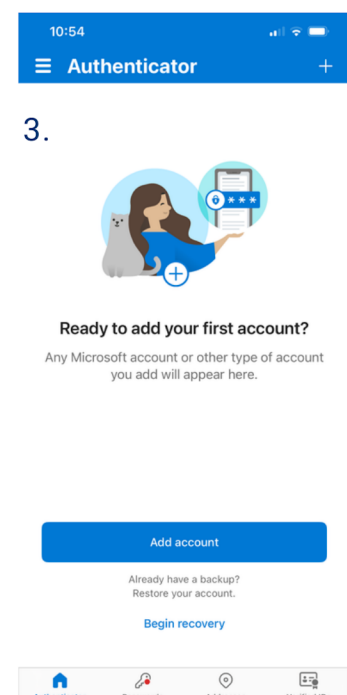 10:54
Authenticator
3.
***
Ready to add your first account?
Any Microsoft account or other type of account
you add will appear here.
Add account
Already have a backup?
Restore your account.
Begin recovery